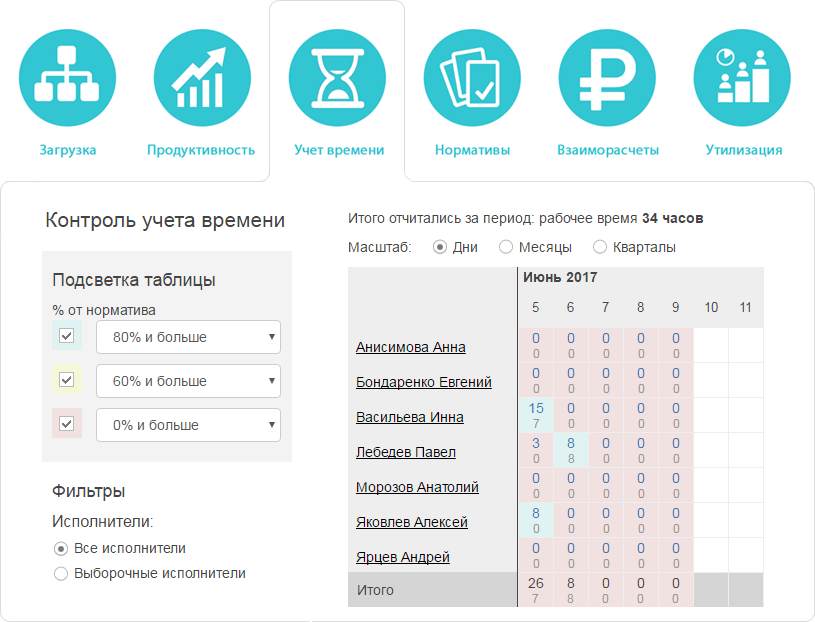 Загрузка Продуктивность Учет времени Нормативы Взаиморасчеты Утилизация
Контроль учета времени
Подсветка таблицы
% от норматива
80% и больше
60% и больше
0% и больше
Фильтры
Исполнители:
Все исполнители
Выборочные исполнители
Итого отчитались за период: рабочее время 34 часов
Масштаб: Дни Месяцы Кварталы
Июнь 2017
5 6 7 8 9 10 11
Анисимова Анна 0 0 0 0 0
0 0 0 0 0
Бондаренко Евгений 0 0 0 0 0
0 0 0 0 0
Васильева Инна 15 0 0 0 0
7 0 0 0 0
Лебедев Павел 3 8 0 0 0
0 8 0 0 0
Морозов Анатолий 0 0 0 0 0
0 0 0 0 0
Яковлев Алексей 8 0 0 0 0
0 0 0 0 0
Ярцев Андрей 0 0 0 0 0
0 0 0 0 0
Итого 26 8 0 0 0
7 8 0 0 0